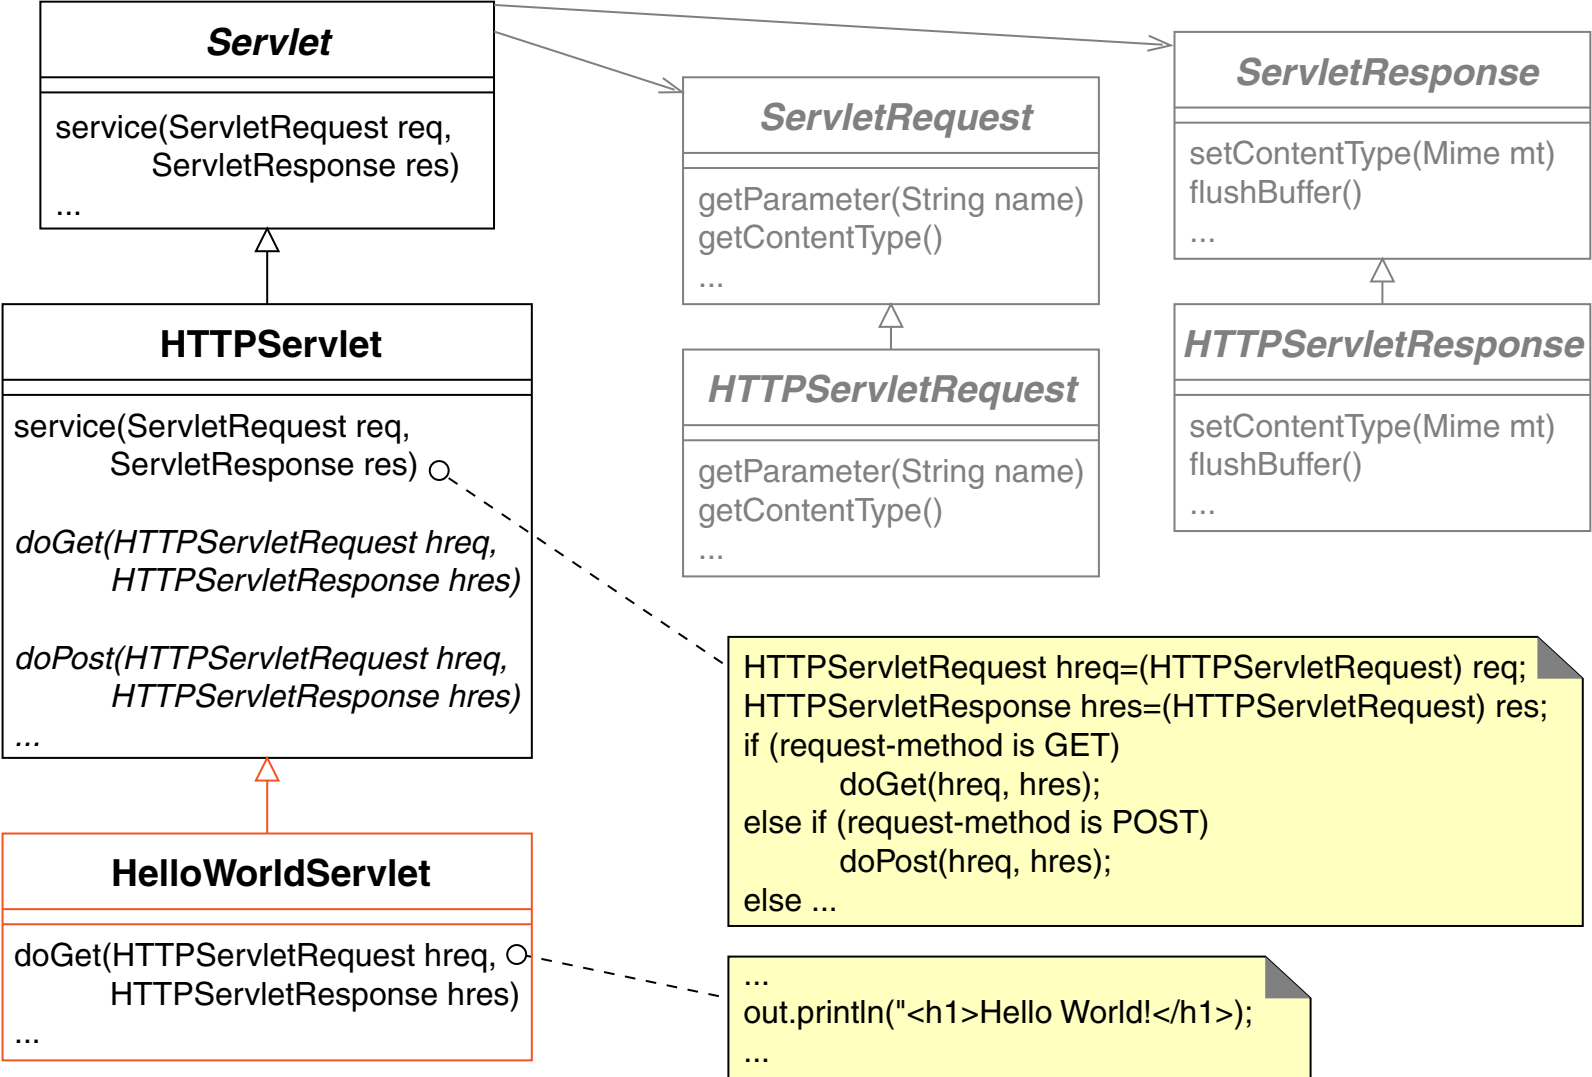 Servlet
service(ServletRequest req,
ServletResponse res)
...
ServletRequest
getParameter(String name)
getContentType()
...
ServletResponse
setContentType(Mime mt)
flushBuffer()
...
HTTPServlet
service(ServletRequest req,
ServletResponse res)
doGet(HTTPServletRequest hreq,
HTTPServletResponse hres)
doPost(HTTPServletRequest hreq,
HTTPServletResponse hres)
...
HTTPServletRequest
getParameter(String name)
getContentType()
...
HTTPServletResponse
setContentType(Mime mt)
flushBuffer()
...
HTTPServletRequest hreq=(HTTPServletRequest) req;
HTTPServletResponse hres=(HTTPServletRequest) res;
if (request-method is GET)
doGet(hreq, hres);
else if (request-method is POST)
doPost(hreq, hres);
else ...
HelloWorldServlet
doGet(HTTPServletRequest hreq,
HTTPServletResponse hres)
...
...
out.println("<h1>Hello World!</h1>);
...